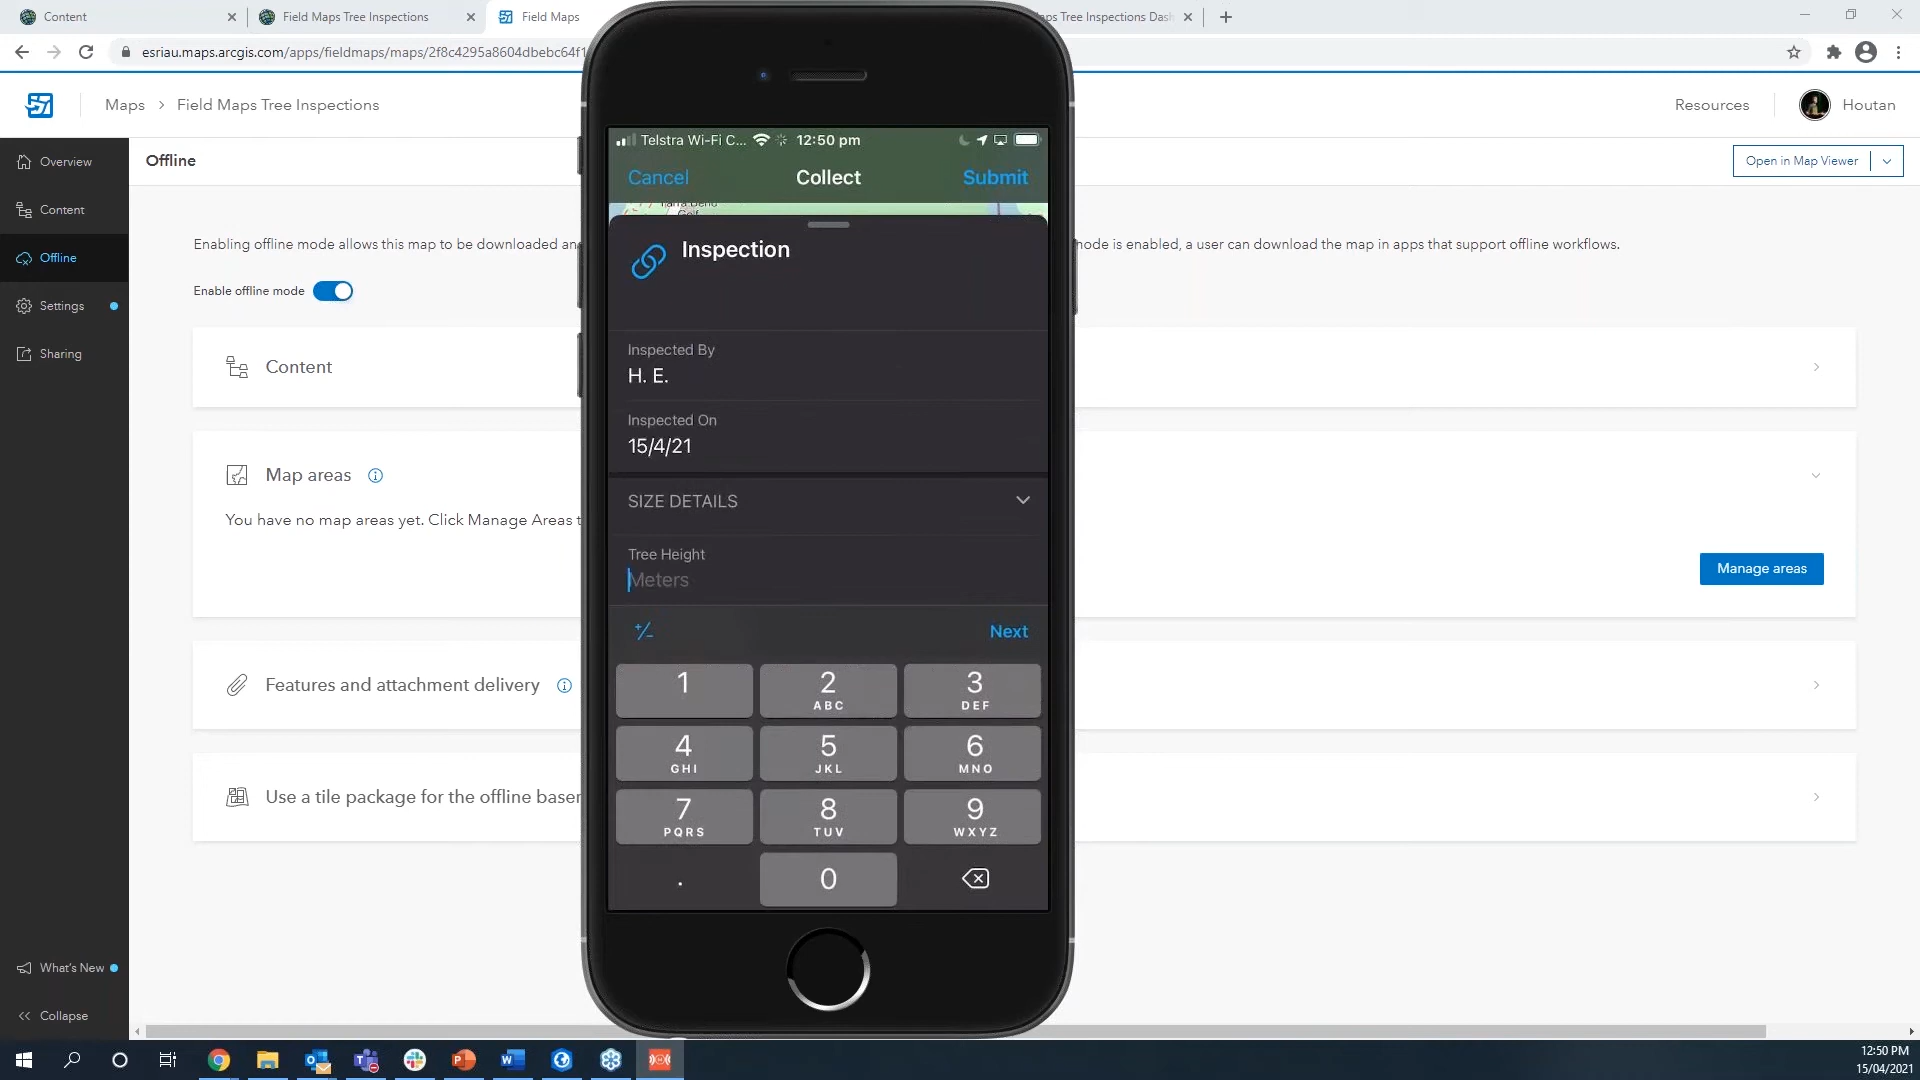 Content
Field Maps Tree Inspections
Field Maps
aps Tree Inspections Das
esriau.maps.arcgis.com/apps/fieldmaps/maps/2f8c4295a8604dbebc64f1
Maps > Field Maps Tree Inspections
Resources
Houtan
Overview
Content
Offline
Settings
Sharing
What's New
Collapse
Offline
Open in Map Viewer
Enabling offline mode allows this map to be downloaded an
ode is enabled, a user can download the map in apps that support offline workflows.
Enable offline mode
Content
Map areas
You have no map areas yet. Click Manage Areas t
Manage areas
Features and attachment delivery
Use a tile package for the offline baser
Telstra Wi-Fi C... 12:50 pm
Cancel Collect Submit
Golf
Inspection
Inspected By
H. E.
Inspected On
15/4/21
SIZE DETAILS
Tree Height
Meters
+/- Next
1 2 3
ABC DEF
4 5 6
GHI JKL MNO
7 8 9
PQRS TUV WXYZ
. 0
12:50 PM
15/04/2021